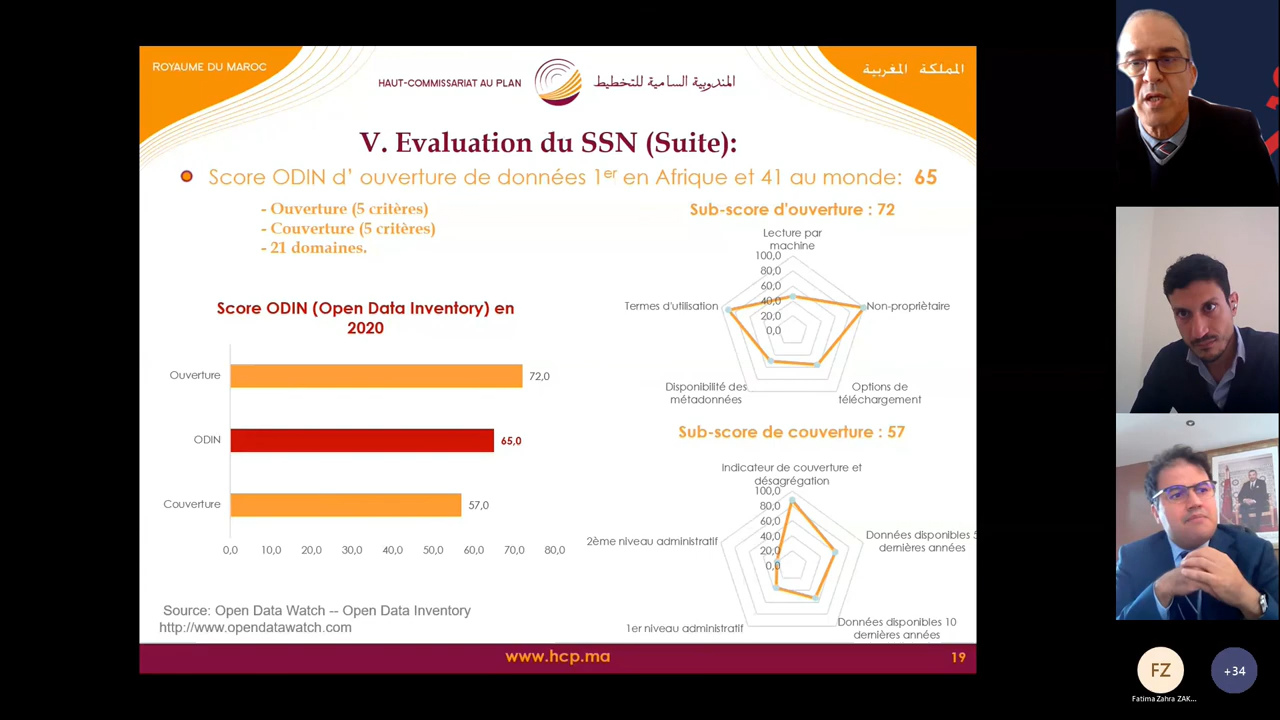 ROYAUME DU MAROC
HAUT-COMMISSARIAT AU PLAN
المندوبية السامية للتخطيط
المملكة المغربية
V. Evaluation du SSN (Suite):
Score ODIN d' ouverture de données 1er en Afrique et 41 au monde: 65
- Ouverture (5 critères)
- Couverture (5 critères)
- 21 domaines.
Score ODIN (Open Data Inventory) en
2020
Ouverture
72,0
ODIN
65,0
Couverture
57,0
0,0 10,0 20,0 30,0 40,0 50,0 60,0 70,0 80,0
Source: Open Data Watch -- Open Data Inventory
http://www.opendatawatch.com
Sub-score d'ouverture : 72
Lecture par
machine
100,0
80,0
60,0
40,0
20,0
0,0
Termes d'utilisation
Non-propriètaire
Disponibilité des
métadonnées
Options de
téléchargement
Sub-score de couverture : 57
Indicateur de couverture et
désagrégation
100,0
80,0
60,0
40,0
20,0
0,0
2ème niveau administratif
Données disponibles 5
dernières années
1er niveau administratif
Données disponibles 10
dernières années
www.hcp.ma
19
FZ
+34
Fatima Zahra ZAK...